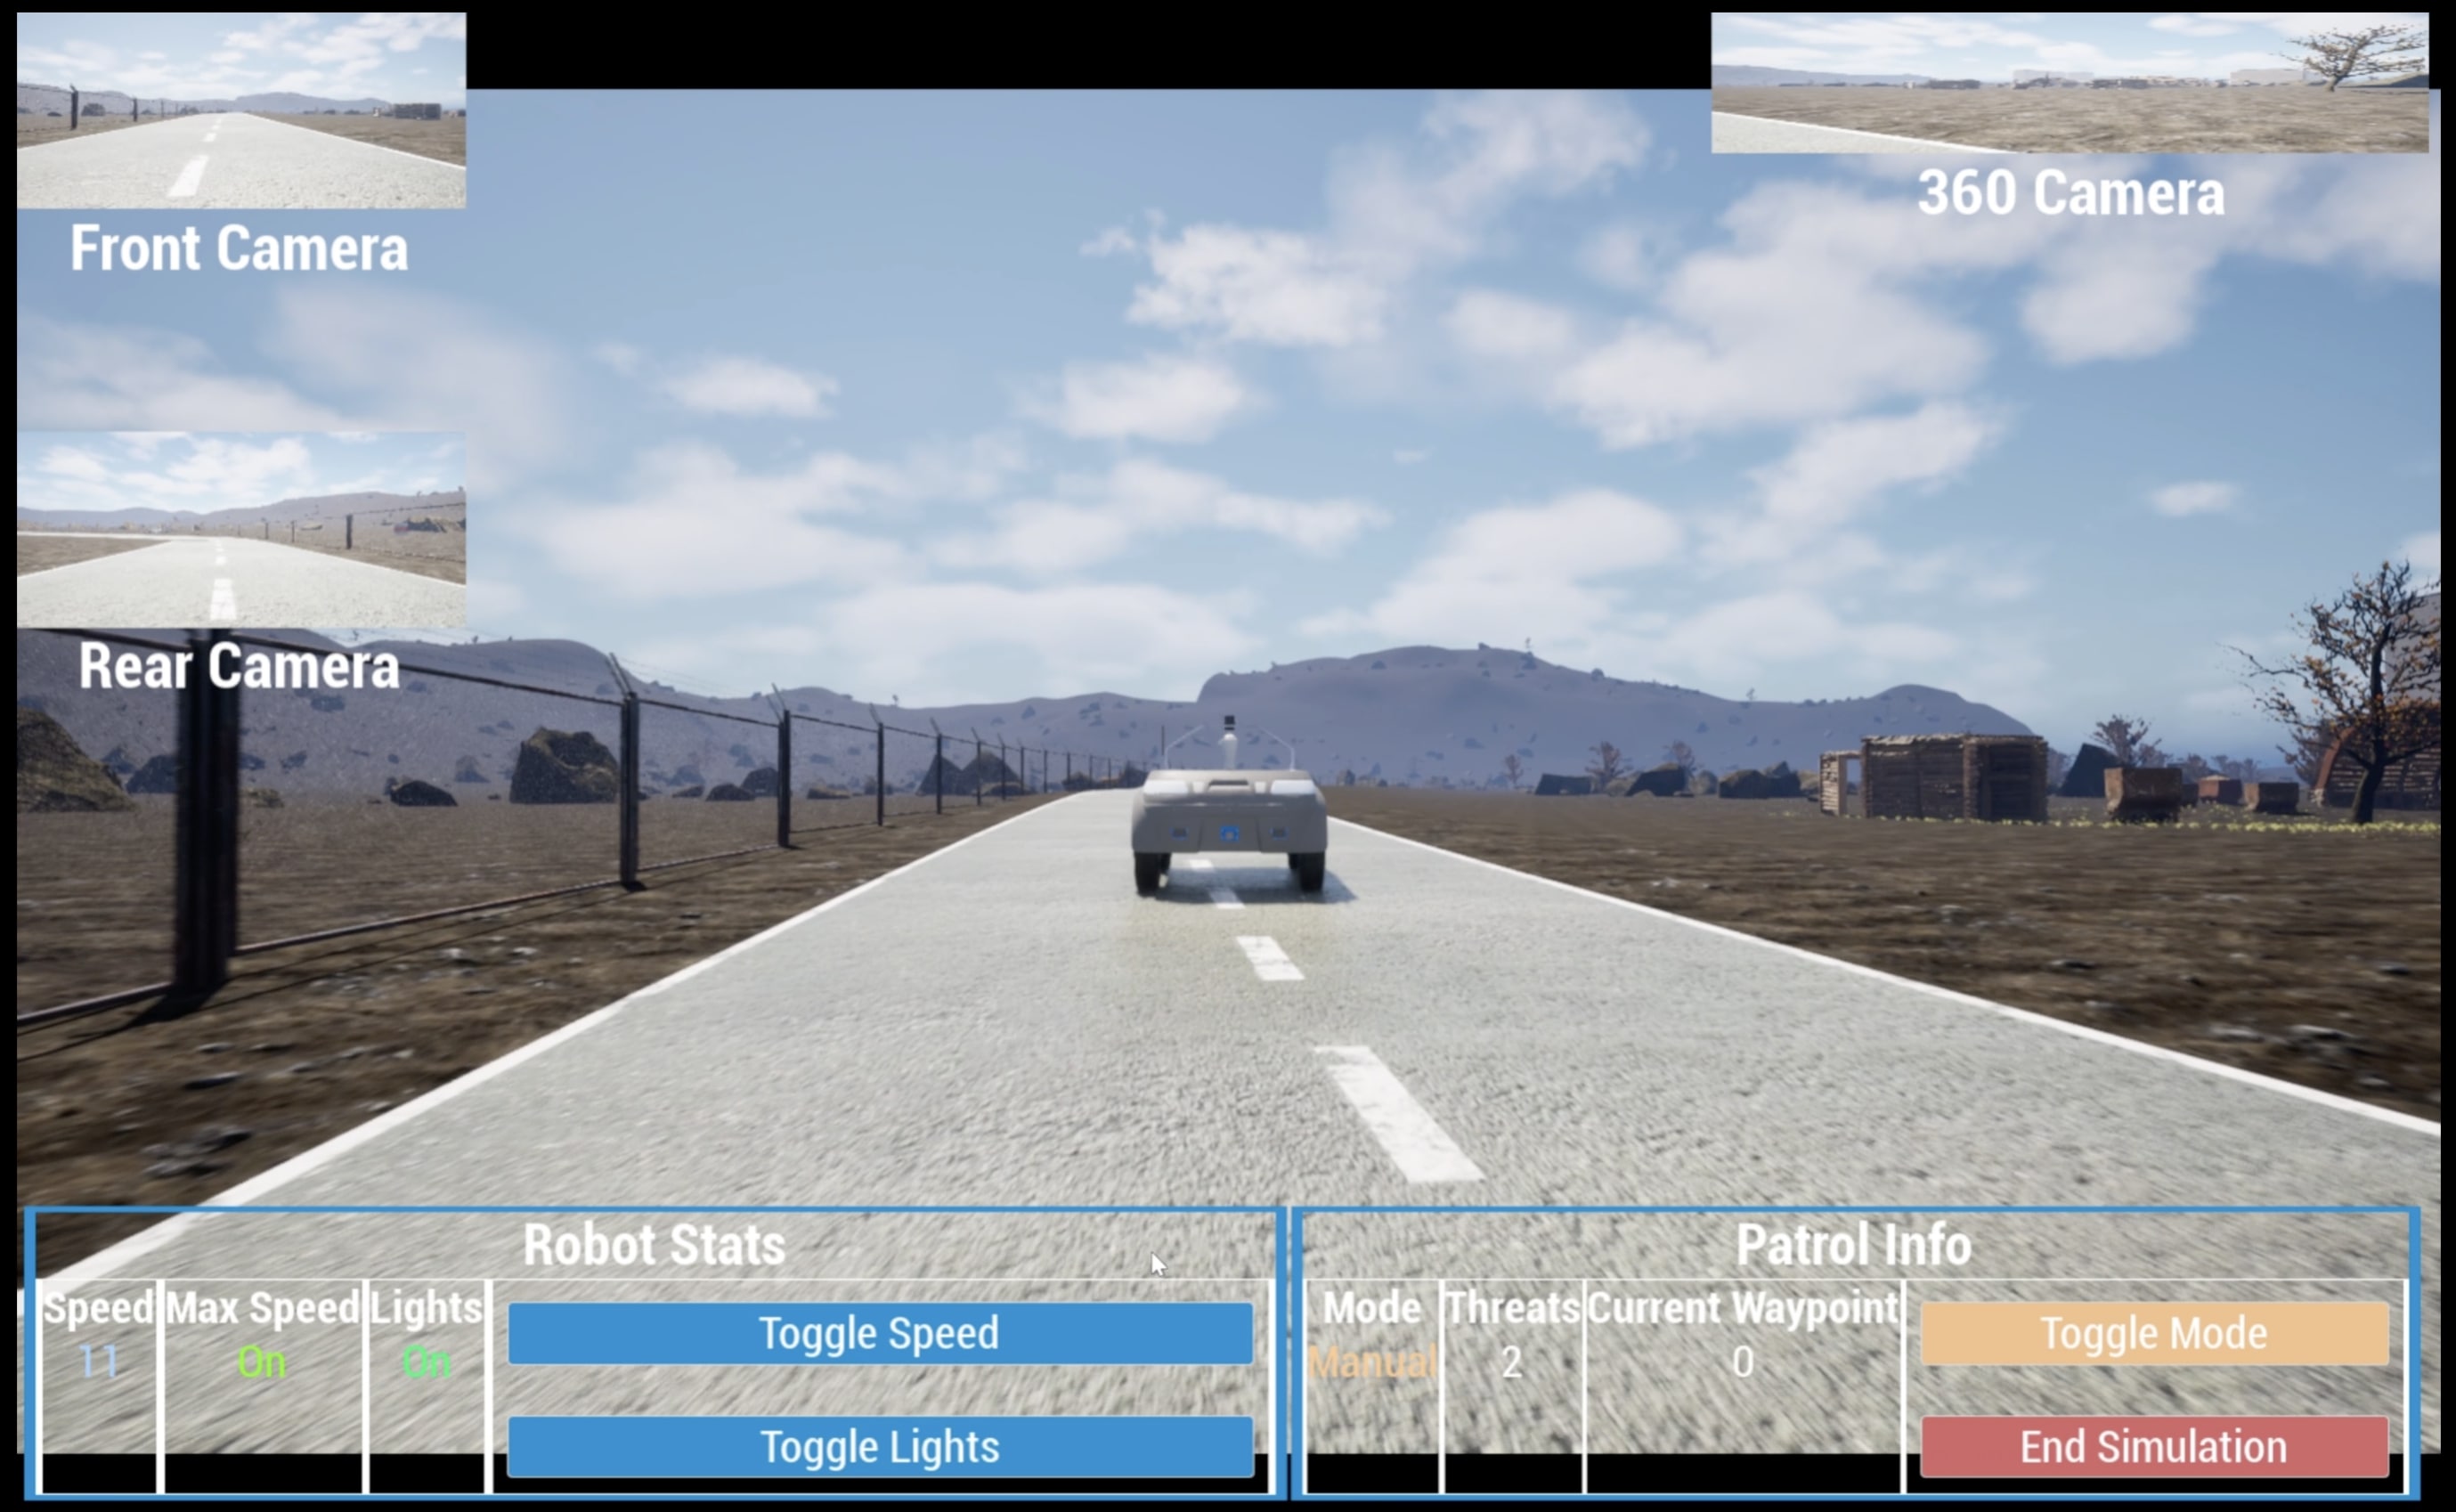 Front Camera
360 Camera
Rear Camera
Robot Stats
Speed Max Speed Lights
11 On On
Toggle Speed
Toggle Lights
Patrol Info
Mode Threats Current Waypoint
Manual 2 0
Toggle Mode
End Simulation